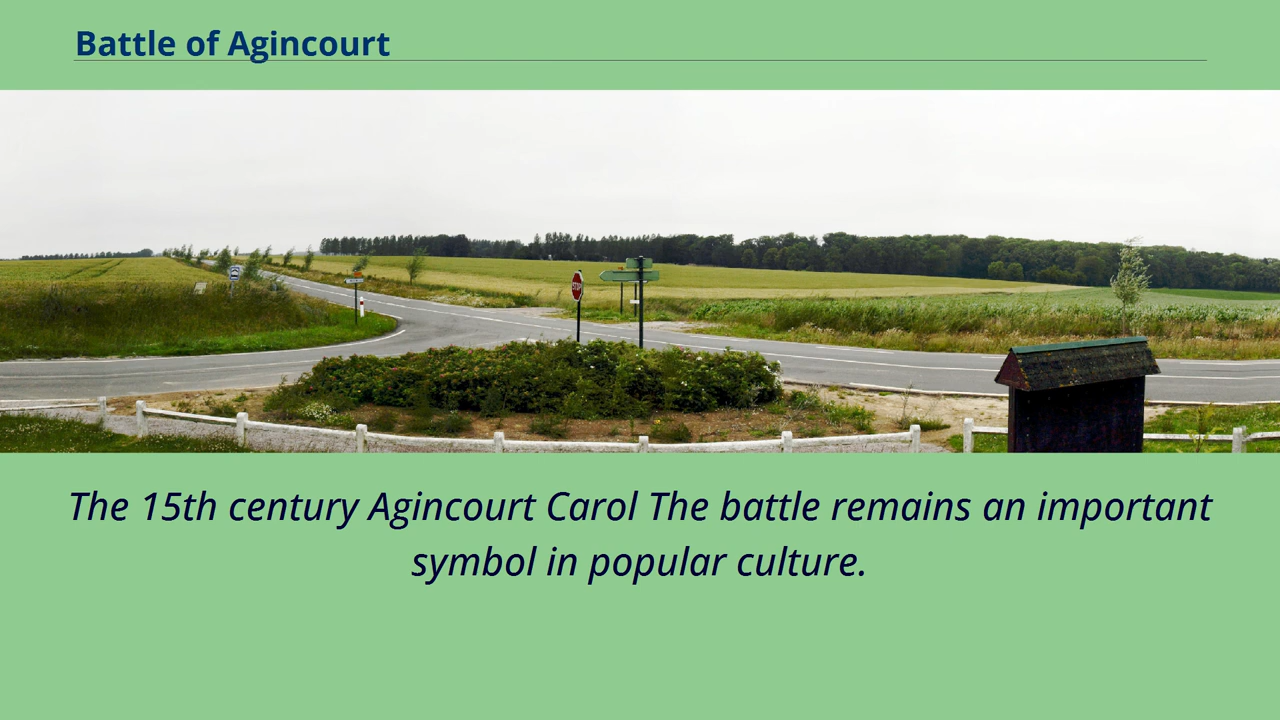 Battle of Agincourt
STOP
The 15th century Agincourt Carol The battle remains an important
symbol in popular culture.